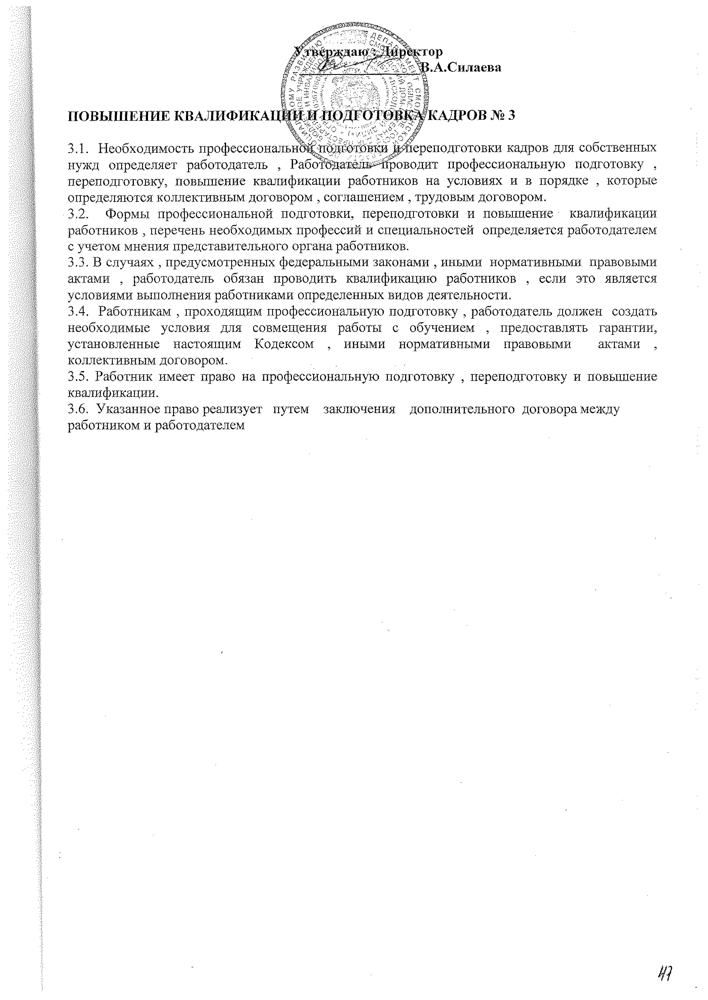 Утверждаю : Директор
В.А.Силаева
ПОВЫШЕНИЕ КВАЛИФИКАЦИИ И ПОДГОТОВКА КАДРОВ № 3
3.1. Необходимость профессиональной подготовки и переподготовки кадров для собственных
нужд определяет работодатель , Работодатель проводит профессиональную подготовку ,
переподготовку, повышение квалификации работников на условиях и в порядке , которые
определяются коллективным договором , соглашением , трудовым договором.
3.2. Формы профессиональной подготовки, переподготовки и повышение квалификации
работников , перечень необходимых профессий и специальностей определяется работодателем
с учетом мнения представительного органа работников.
3.3. В случаях , предусмотренных федеральными законами , иными нормативными правовыми
актами , работодатель обязан проводить квалификацию работников , если это является
условиями выполнения работниками определенных видов деятельности.
3.4. Работникам , проходящим профессиональную подготовку , работодатель должен создать
необходимые условия для совмещения работы с обучением , предоставлять гарантии,
установленные настоящим Кодексом , иными нормативными правовыми актами ,
коллективным договором.
3.5. Работник имеет право на профессиональную подготовку , переподготовку и повышение
квалификации.
3.6. Указанное право реализует путем заключения дополнительного договора между
работником и работодателем
47